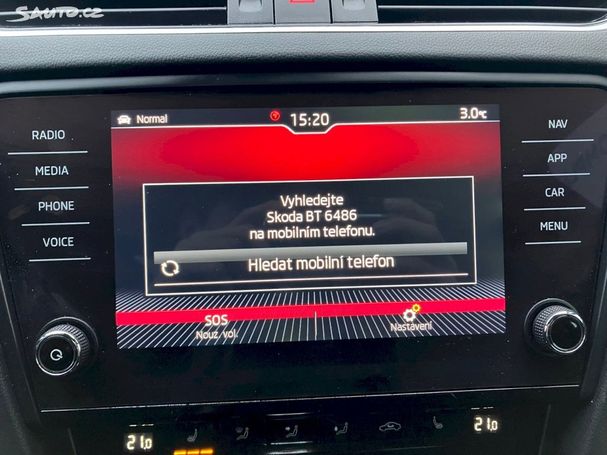 SAUTO.CZ
Normal
15:20
3.0°C
RADIO
MEDIA
PHONE
VOICE
NAV
APP
CAR
MENU
Vyhledejte
Skoda BT 6486
na mobilním telefonu.
Hledat mobilní telefon
SOS
Nouz. vol.
Nastavení
21.0
21.0